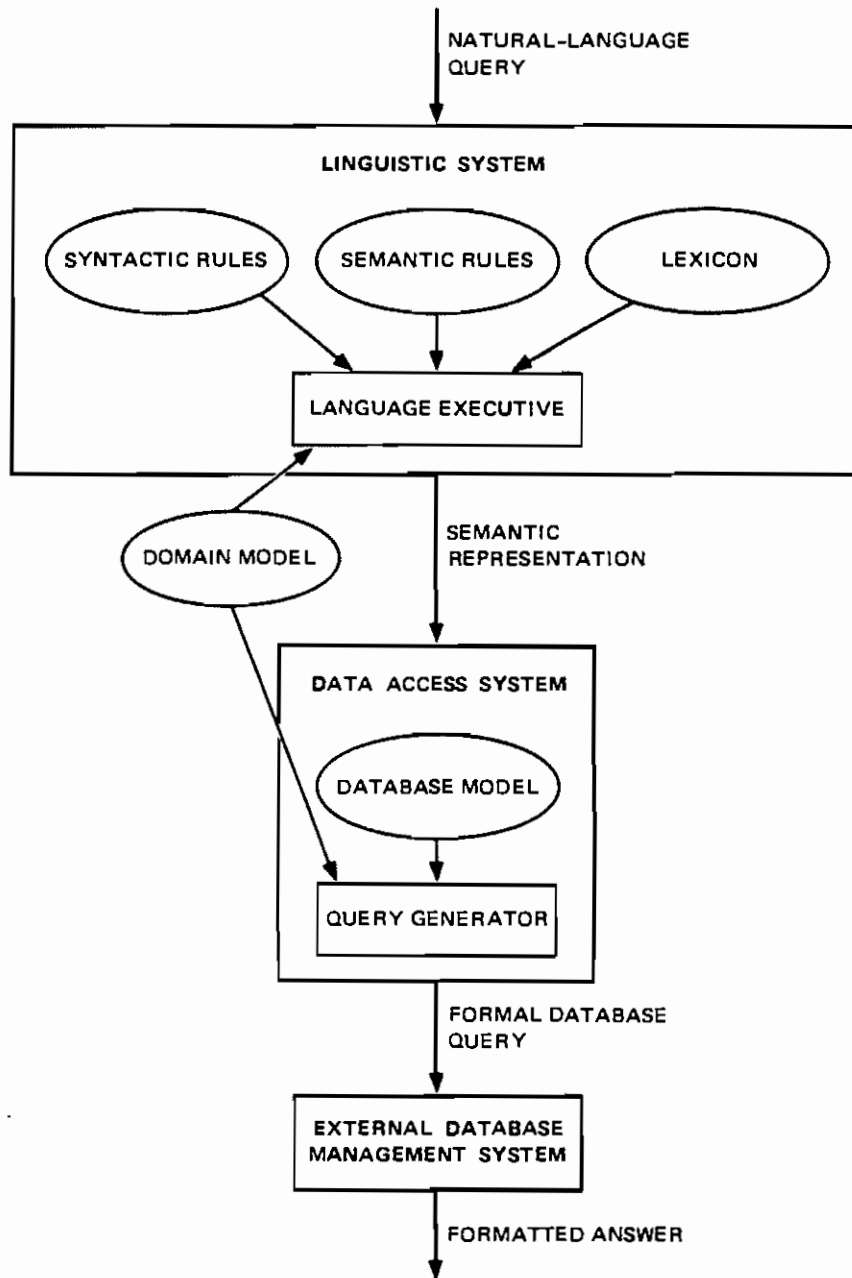 NATURAL-LANGUAGE
QUERY
LINGUISTIC SYSTEM
SYNTACTIC RULES
SEMANTIC RULES
LEXICON
LANGUAGE EXECUTIVE
DOMAIN MODEL
SEMANTIC
REPRESENTATION
DATA ACCESS SYSTEM
DATABASE MODEL
QUERY GENERATOR
FORMAL DATABASE
QUERY
EXTERNAL DATABASE
MANAGEMENT SYSTEM
FORMATTED ANSWER